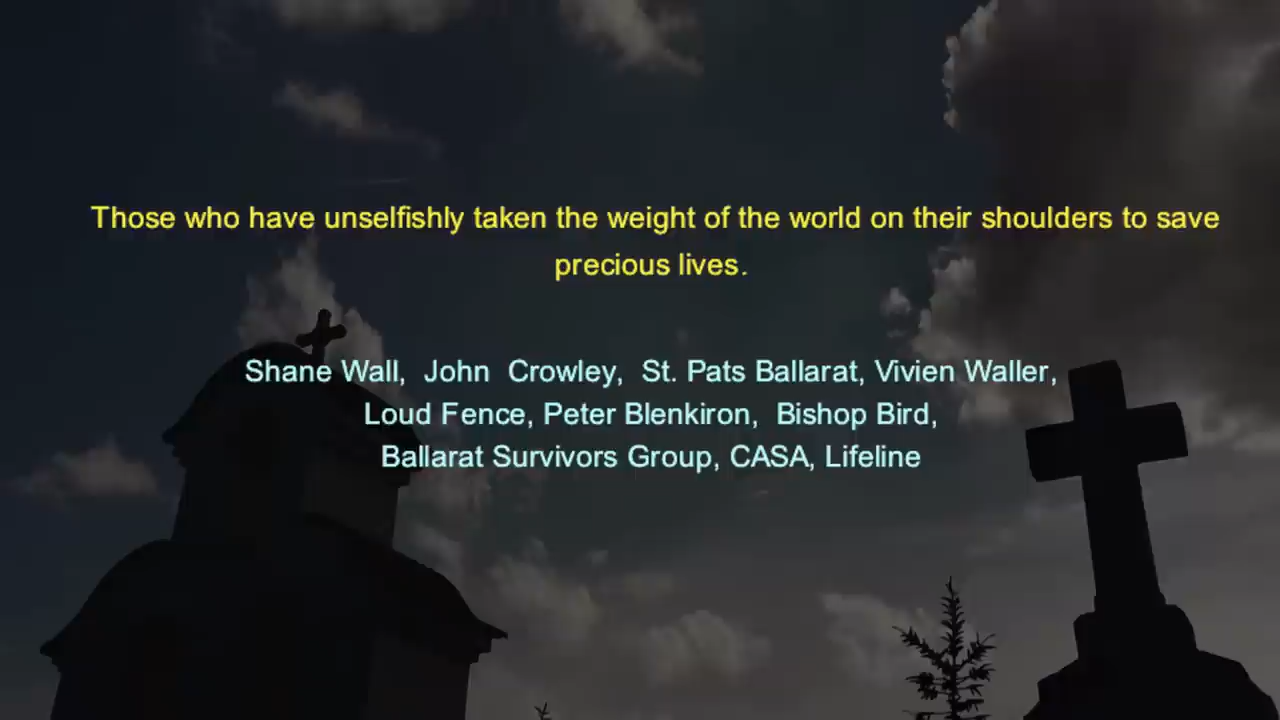 Those who have unselfishly taken the weight of the world on their shoulders to save
precious lives.
Shane Wall,  John  Crowley,  St. Pats Ballarat, Vivien Waller,
Loud Fence, Peter Blenkiron,  Bishop Bird,
Ballarat Survivors Group, CASA, Lifeline